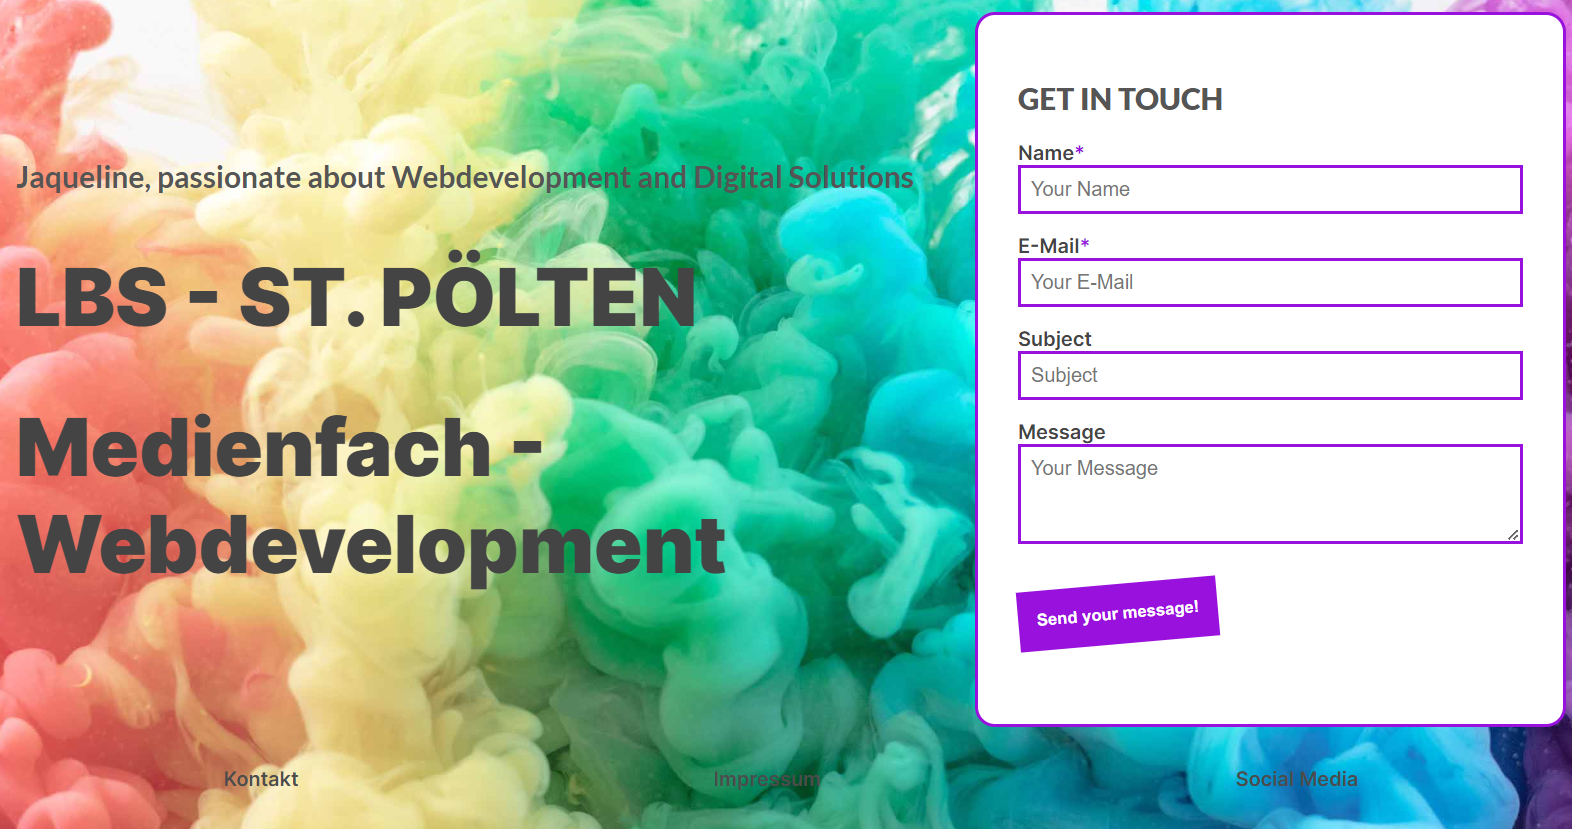 Jaqueline, passionate about Webdevelopment and Digital Solutions
LBS - ST. PÖLTEN
Medienfach -
Webdevelopment
GET IN TOUCH
Name*
Your Name
E-Mail*
Your E-Mail
Subject
Subject
Message
Your Message
Send your message!
Kontakt
Impressum
Social Media